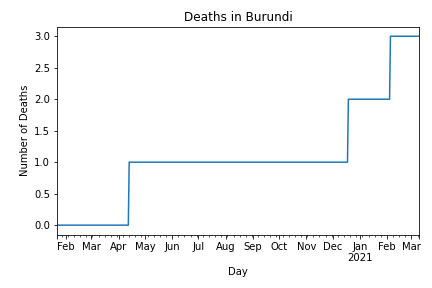 Deaths in Burundi
3.0
2.5
2.0
1.5
1.0
0.5
0.0
Number of Deaths
Feb Mar Apr May Jun Jul Aug Sep Oct Nov Dec Jan Feb Mar
2021
Day